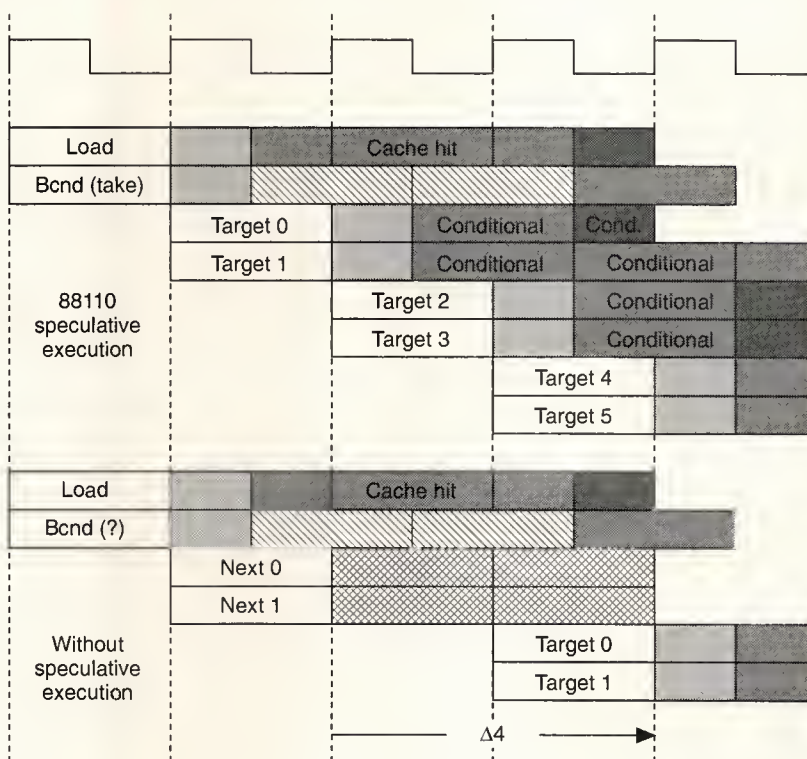 Load
Cache hit
Bcnd (take)
Target 0
Conditional
Cond.
Target 1
Conditional
Conditional
88110
speculative
execution
Target 2
Conditional
Target 3
Conditional
Target 4
Target 5
Load
Cache hit
Bcnd (?)
Next 0
Next 1
Without
speculative
execution
Target 0
Target 1
Δ4